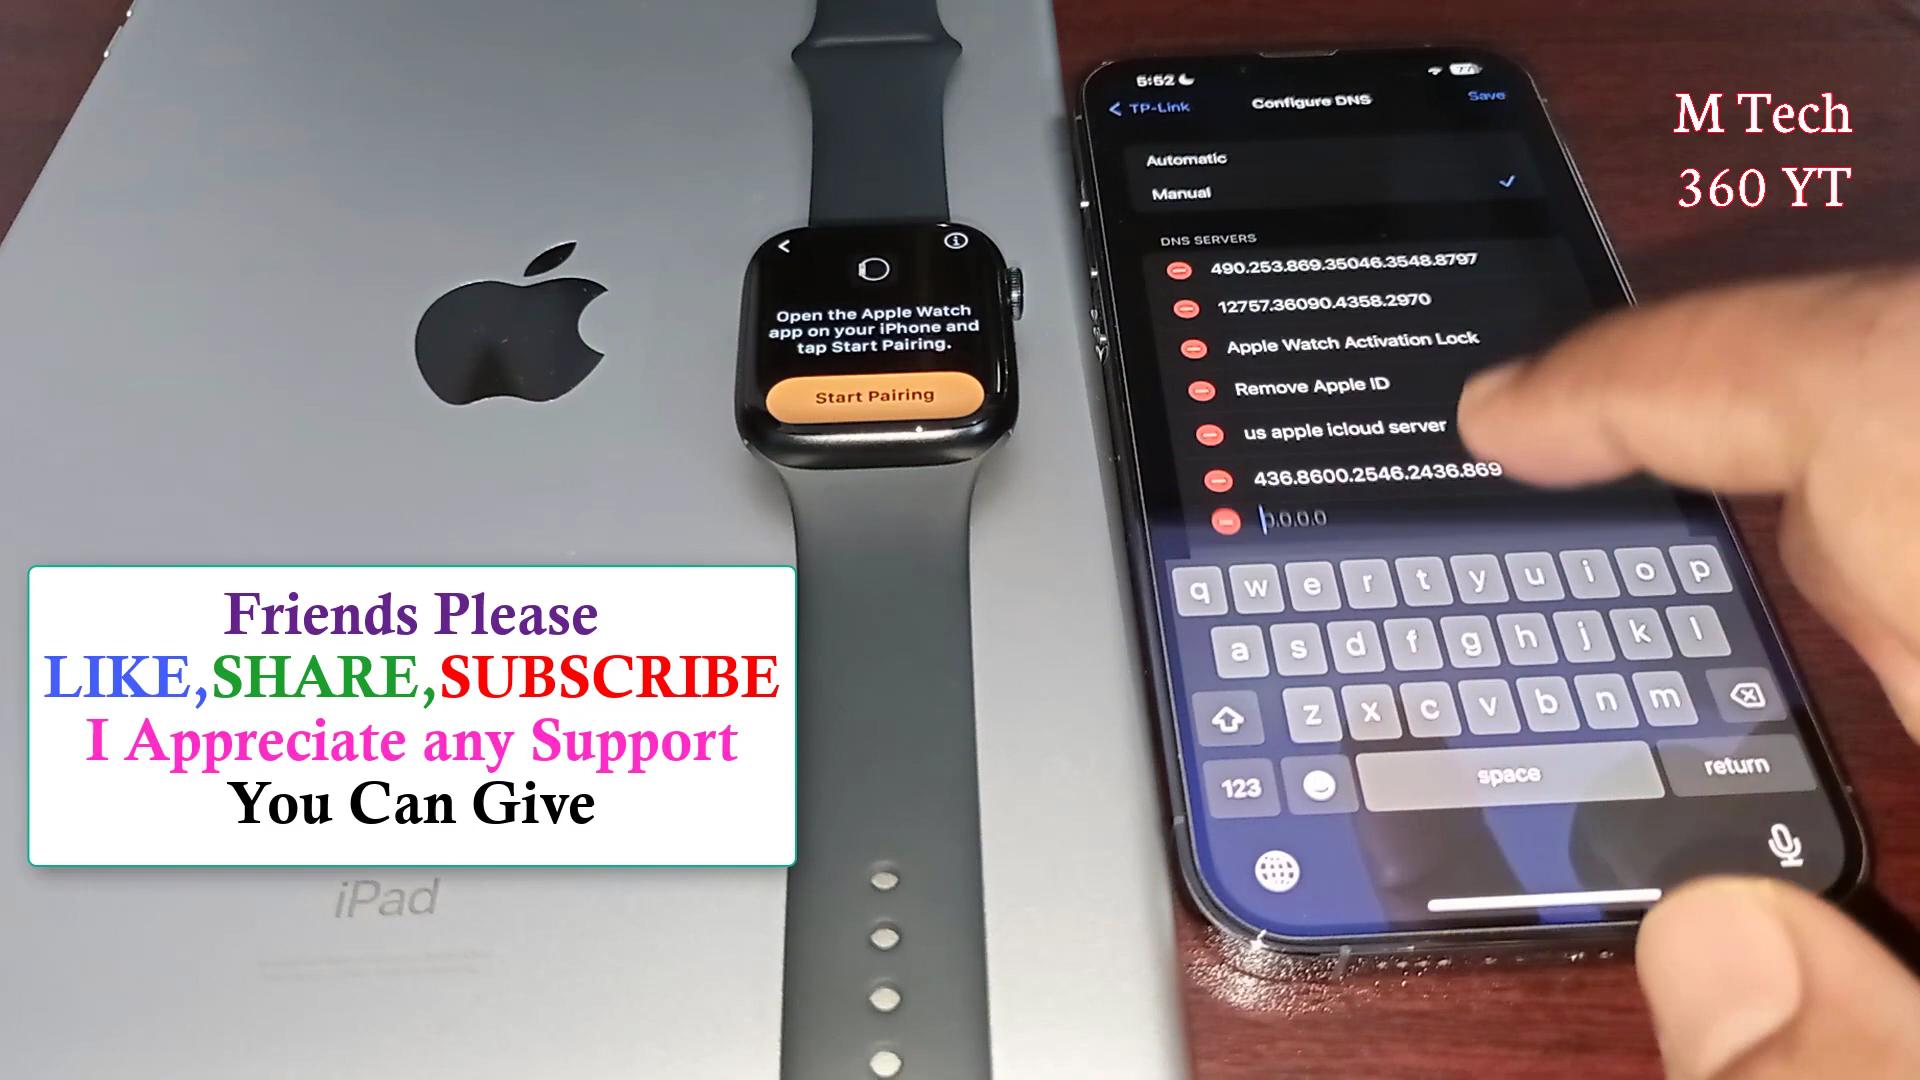 M Tech
360 YT
5:52
TP-Link
Configure DNS
Save
Automatic
Manual
DNS SERVERS
490.253.869.35046.3548.8797
12757.36090.4358.2970
Apple Watch Activation Lock
Remove Apple ID
us apple icloud server
436.8600.2546.2436.869
0.0.0.0
q w e r t y u i o p
a s d f g h j k l
z x c v b n m
123
space
return
Open the Apple Watch
app on your iPhone and
tap Start Pairing.
Start Pairing
Friends Please
LIKE,SHARE,SUBSCRIBE
I Appreciate any Support
You Can Give
iPad